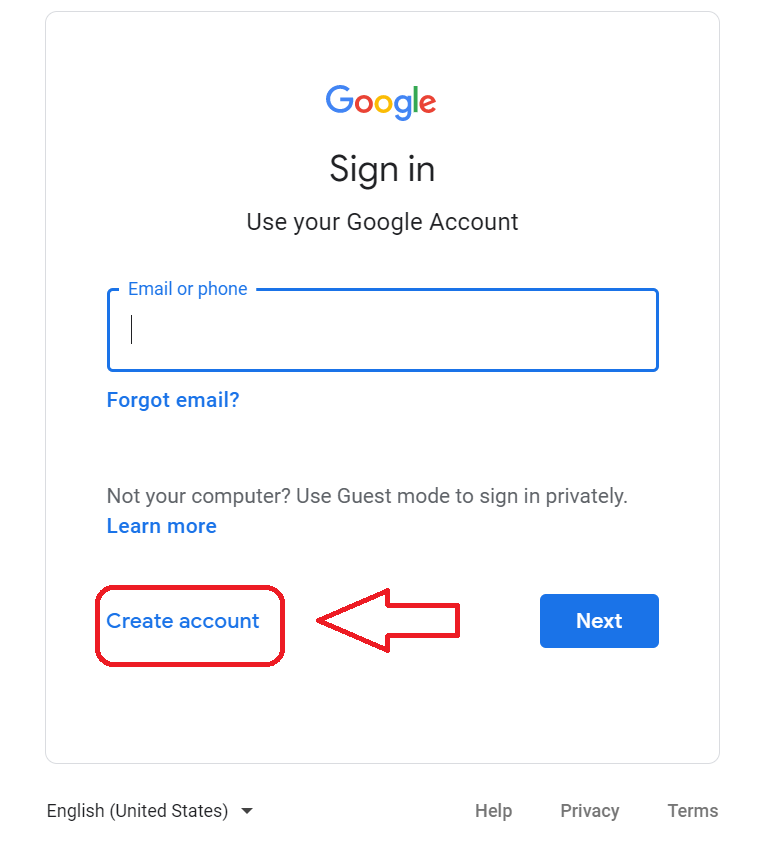 Google
Sign in
Use your Google Account
Email or phone
Forgot email?
Not your computer? Use Guest mode to sign in privately.
Learn more
Create account
Next
English (United States)
Help Privacy Terms